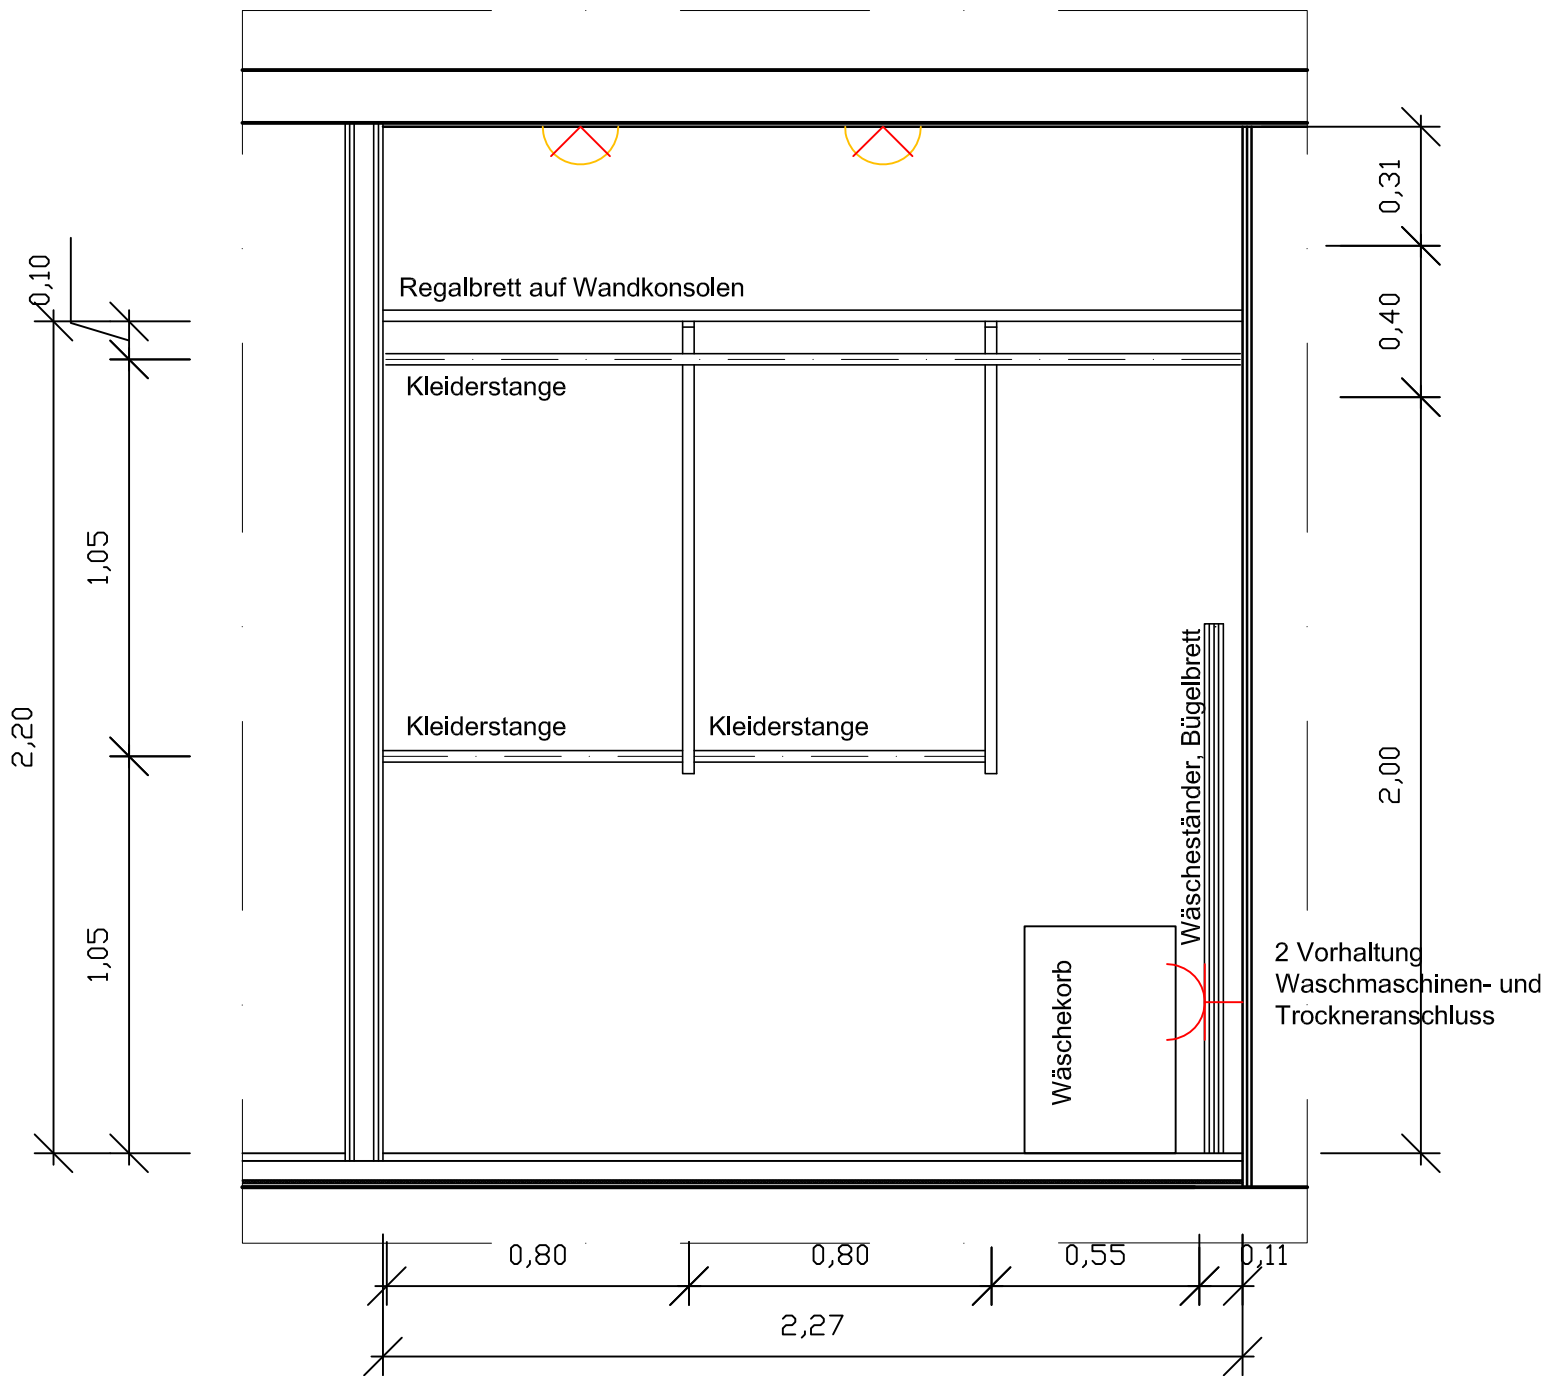 0,31
0,10
Regalbrett auf Wandkonsolen
0,40
Kleiderstange
1,05
2,20
Kleiderstange
Kleiderstange
Wäscheständer, Bügelbrett
2,00
1,05
Wäschekorb
2 Vorhaltung
Waschmaschinen- und
Trockneranschluss
0,80
0,80
0,55
0,11
2,27